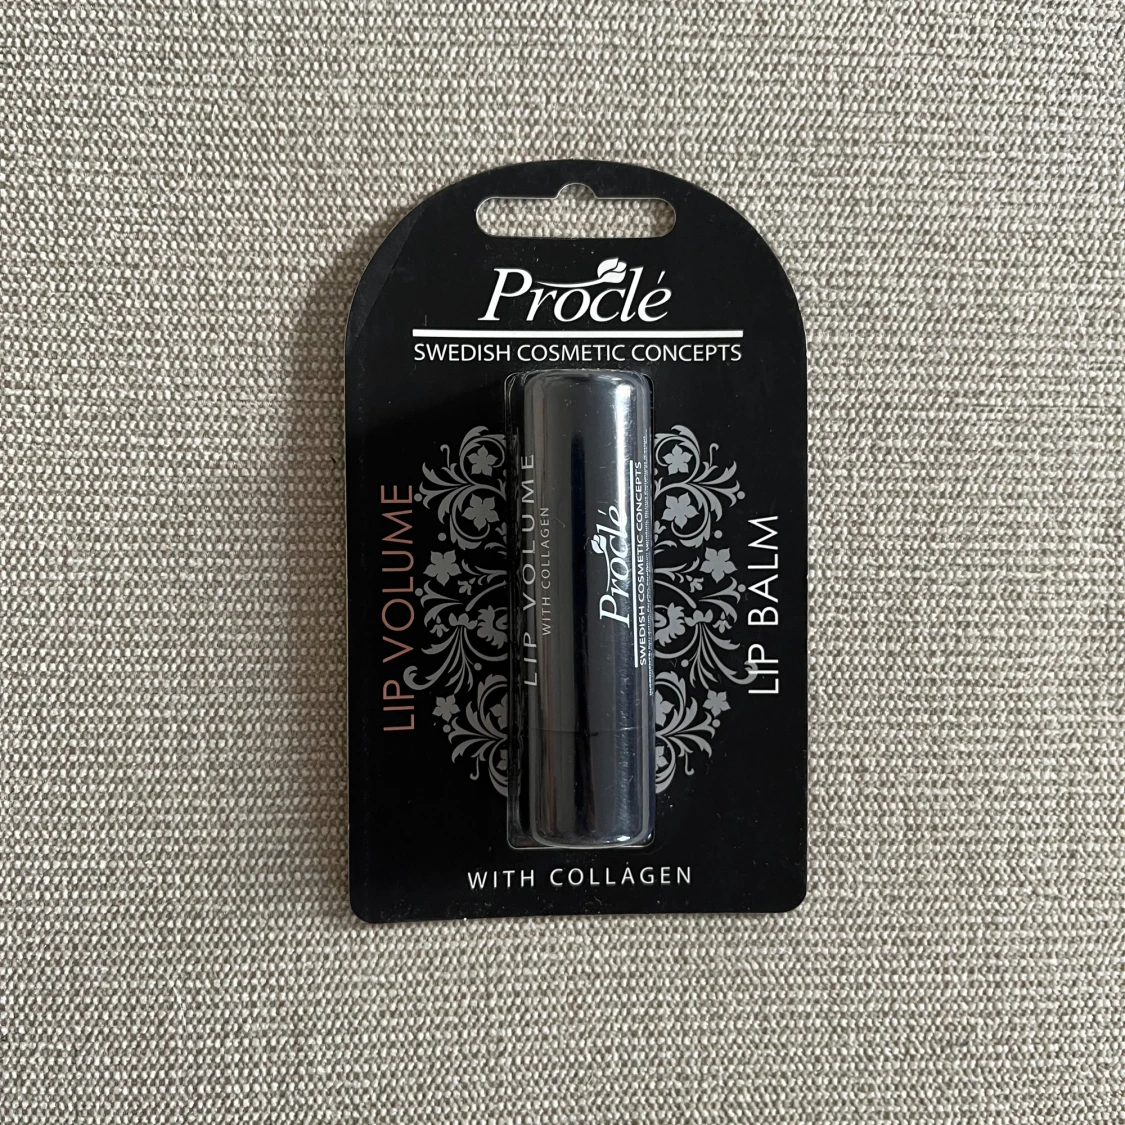 Proclé
SWEDISH COSMETIC CONCEPTS
LIP VOLUME
LIP VOLUME
WITH COLLAGEN
Proclé
SWEDISH COSMETIC CONCEPTS
LIP BALM
WITH COLLAGEN